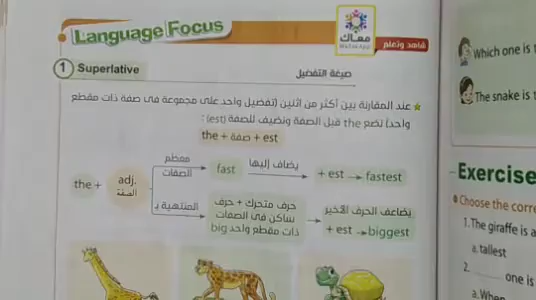 Language Focus
معاك
شاهد وتعلم
1 Superlative
صيغة التفضيل
عند المقارنة بين أكثر من اثنين (تفضيل واحد على مجموعة من نفس ذات مقطع
واحد) نضع the قبل الصفة ويضاف للصفة (est) :
the + صفة + est
the +
adj.
الصفة
معظم
الصفات
fast
يضاف إليها
+ est → fastest
المنتهية بـ
حرف متحرك + حرف
ساكن من الصفات
ذات مقطع واحد big
يضاعف الحرف الأخير
+ est → biggest
Which one is
The snake is
Exercise
Choose the corre
1. The giraffe is a
a. tallest
2. one is
a. When